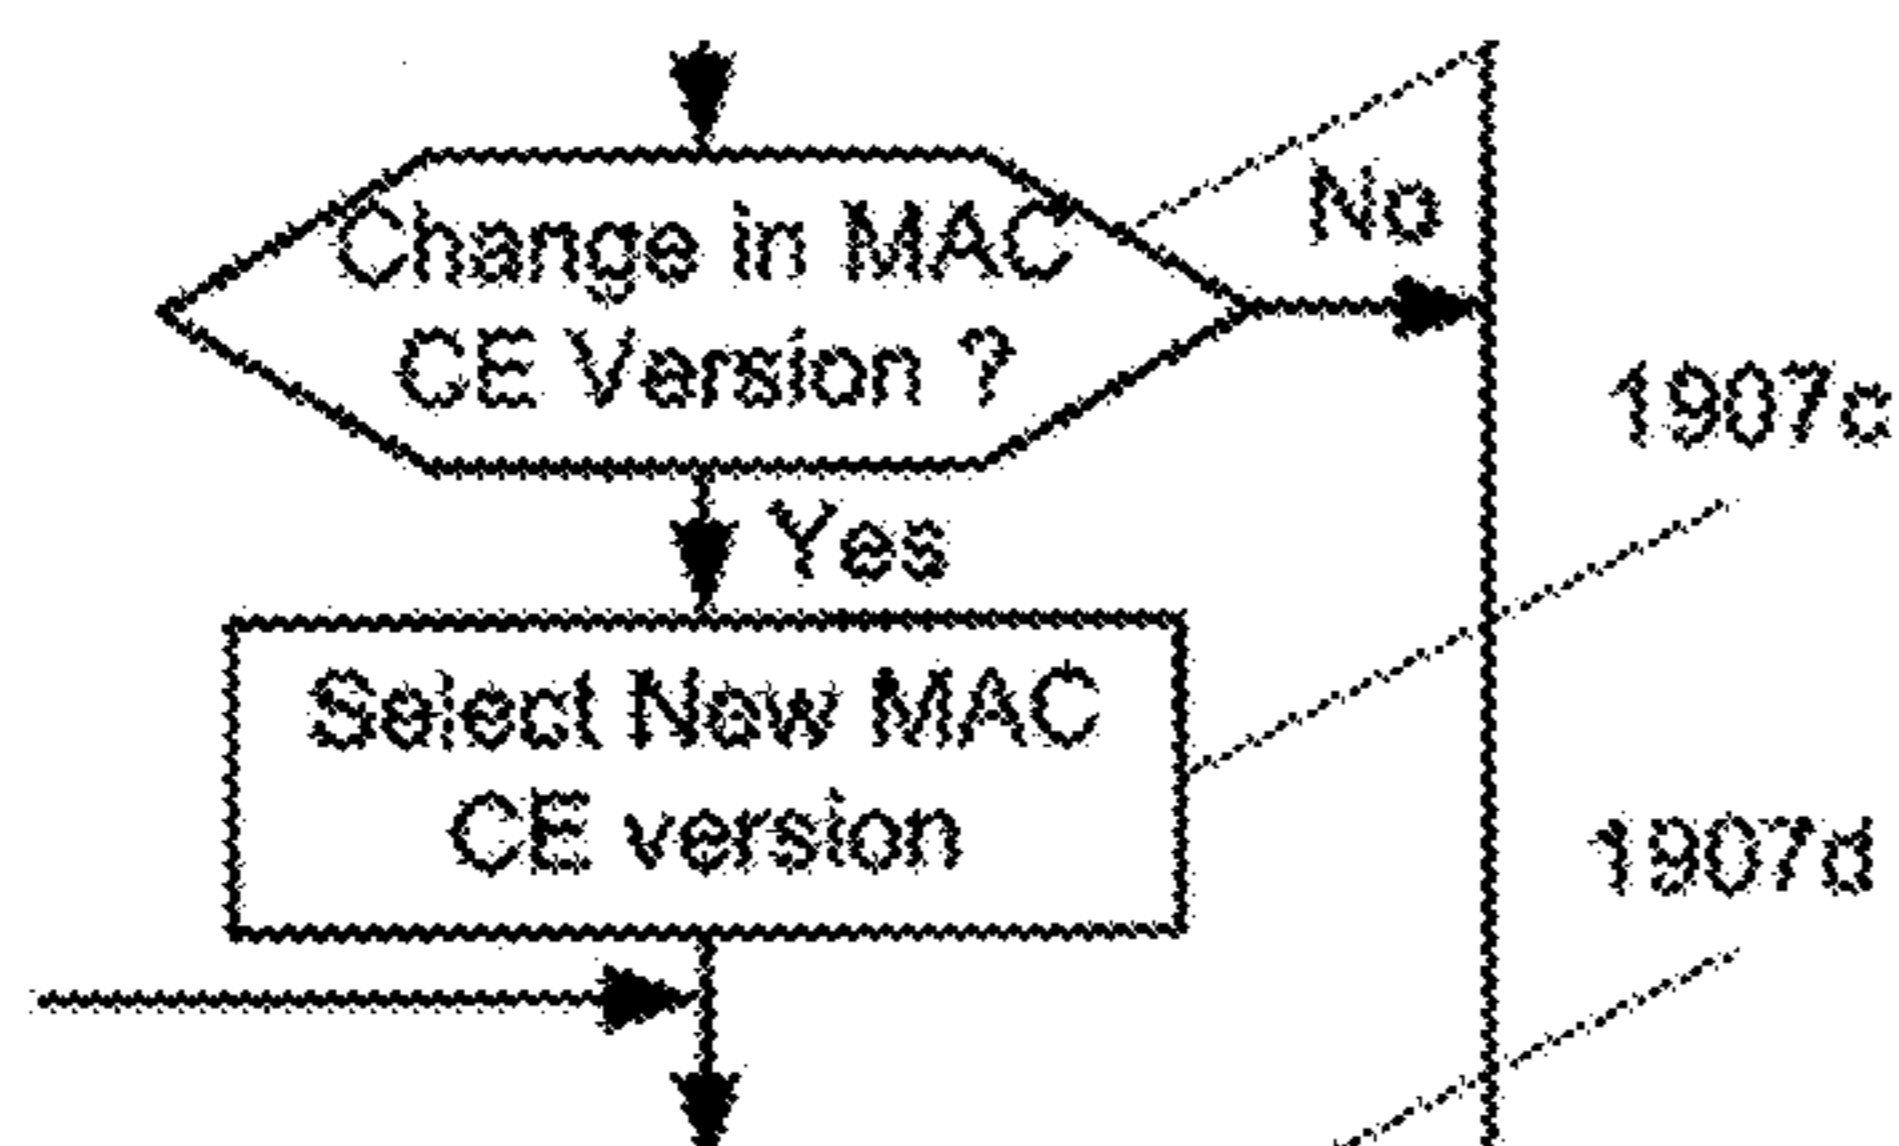 Change in MAC
CE Version ?
No
1907c
Yes
Select New MAC
CE version
1907d